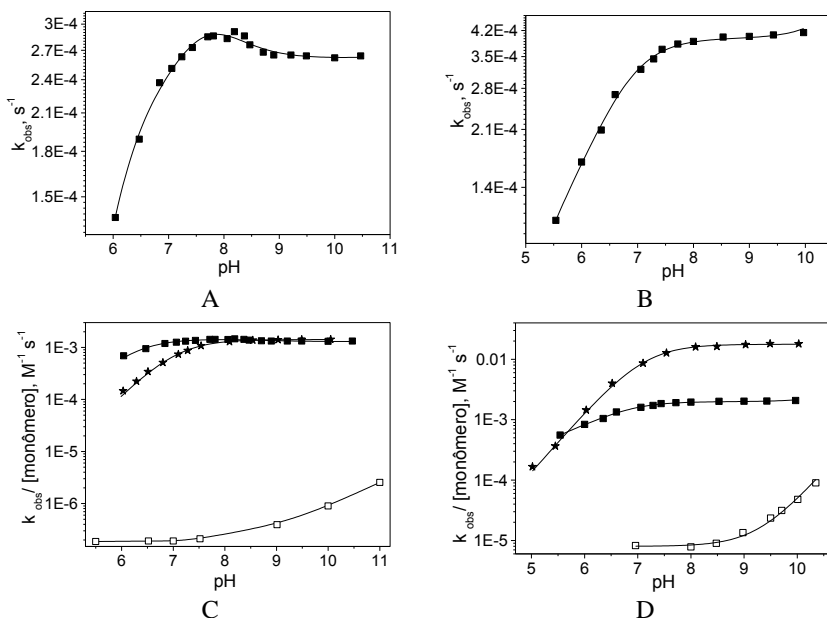 3E-4
2.7E-4
2.4E-4
2.1E-4
1.8E-4
1.5E-4
k_obs, s⁻¹
6 7 8 9 10 11
pH
A
4.2E-4
3.5E-4
2.8E-4
2.1E-4
1.4E-4
k_obs, s⁻¹
5 6 7 8 9 10
pH
B
1E-3
1E-4
1E-5
1E-6
k_obs/ [monômero], M⁻¹ s⁻¹
6 7 8 9 10 11
pH
C
0.01
1E-3
1E-4
1E-5
k_obs/ [monômero], M⁻¹ s⁻¹
5 6 7 8 9 10
pH
D